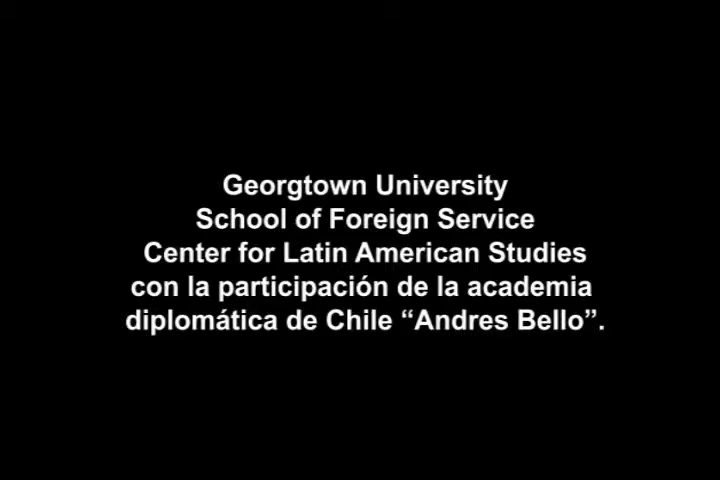 Georgtown University
School of Foreign Service
Center for Latin American Studies
con la participación de la academia
diplomática de Chile “Andres Bello”.